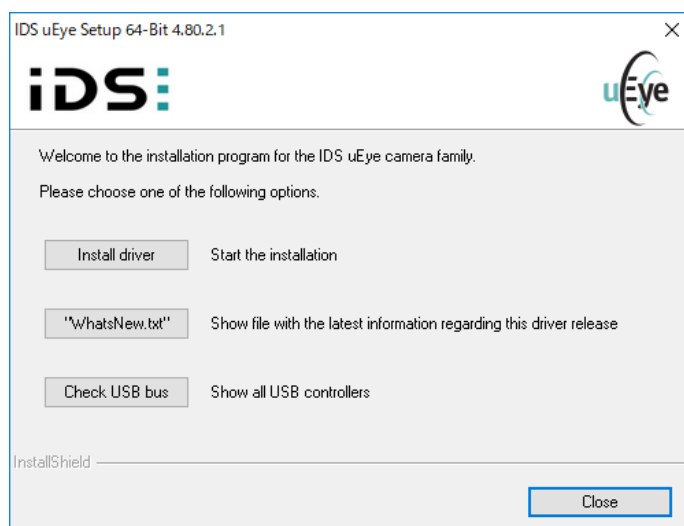 IDS uEye Setup 64-Bit 4.80.2.1
iDS
uEye
Welcome to the installation program for the IDS uEye camera family.
Please choose one of the following options.
Install driver Start the installation
"WhatsNew.txt" Show file with the latest information regarding this driver release
Check USB bus Show all USB controllers
InstallShield
Close